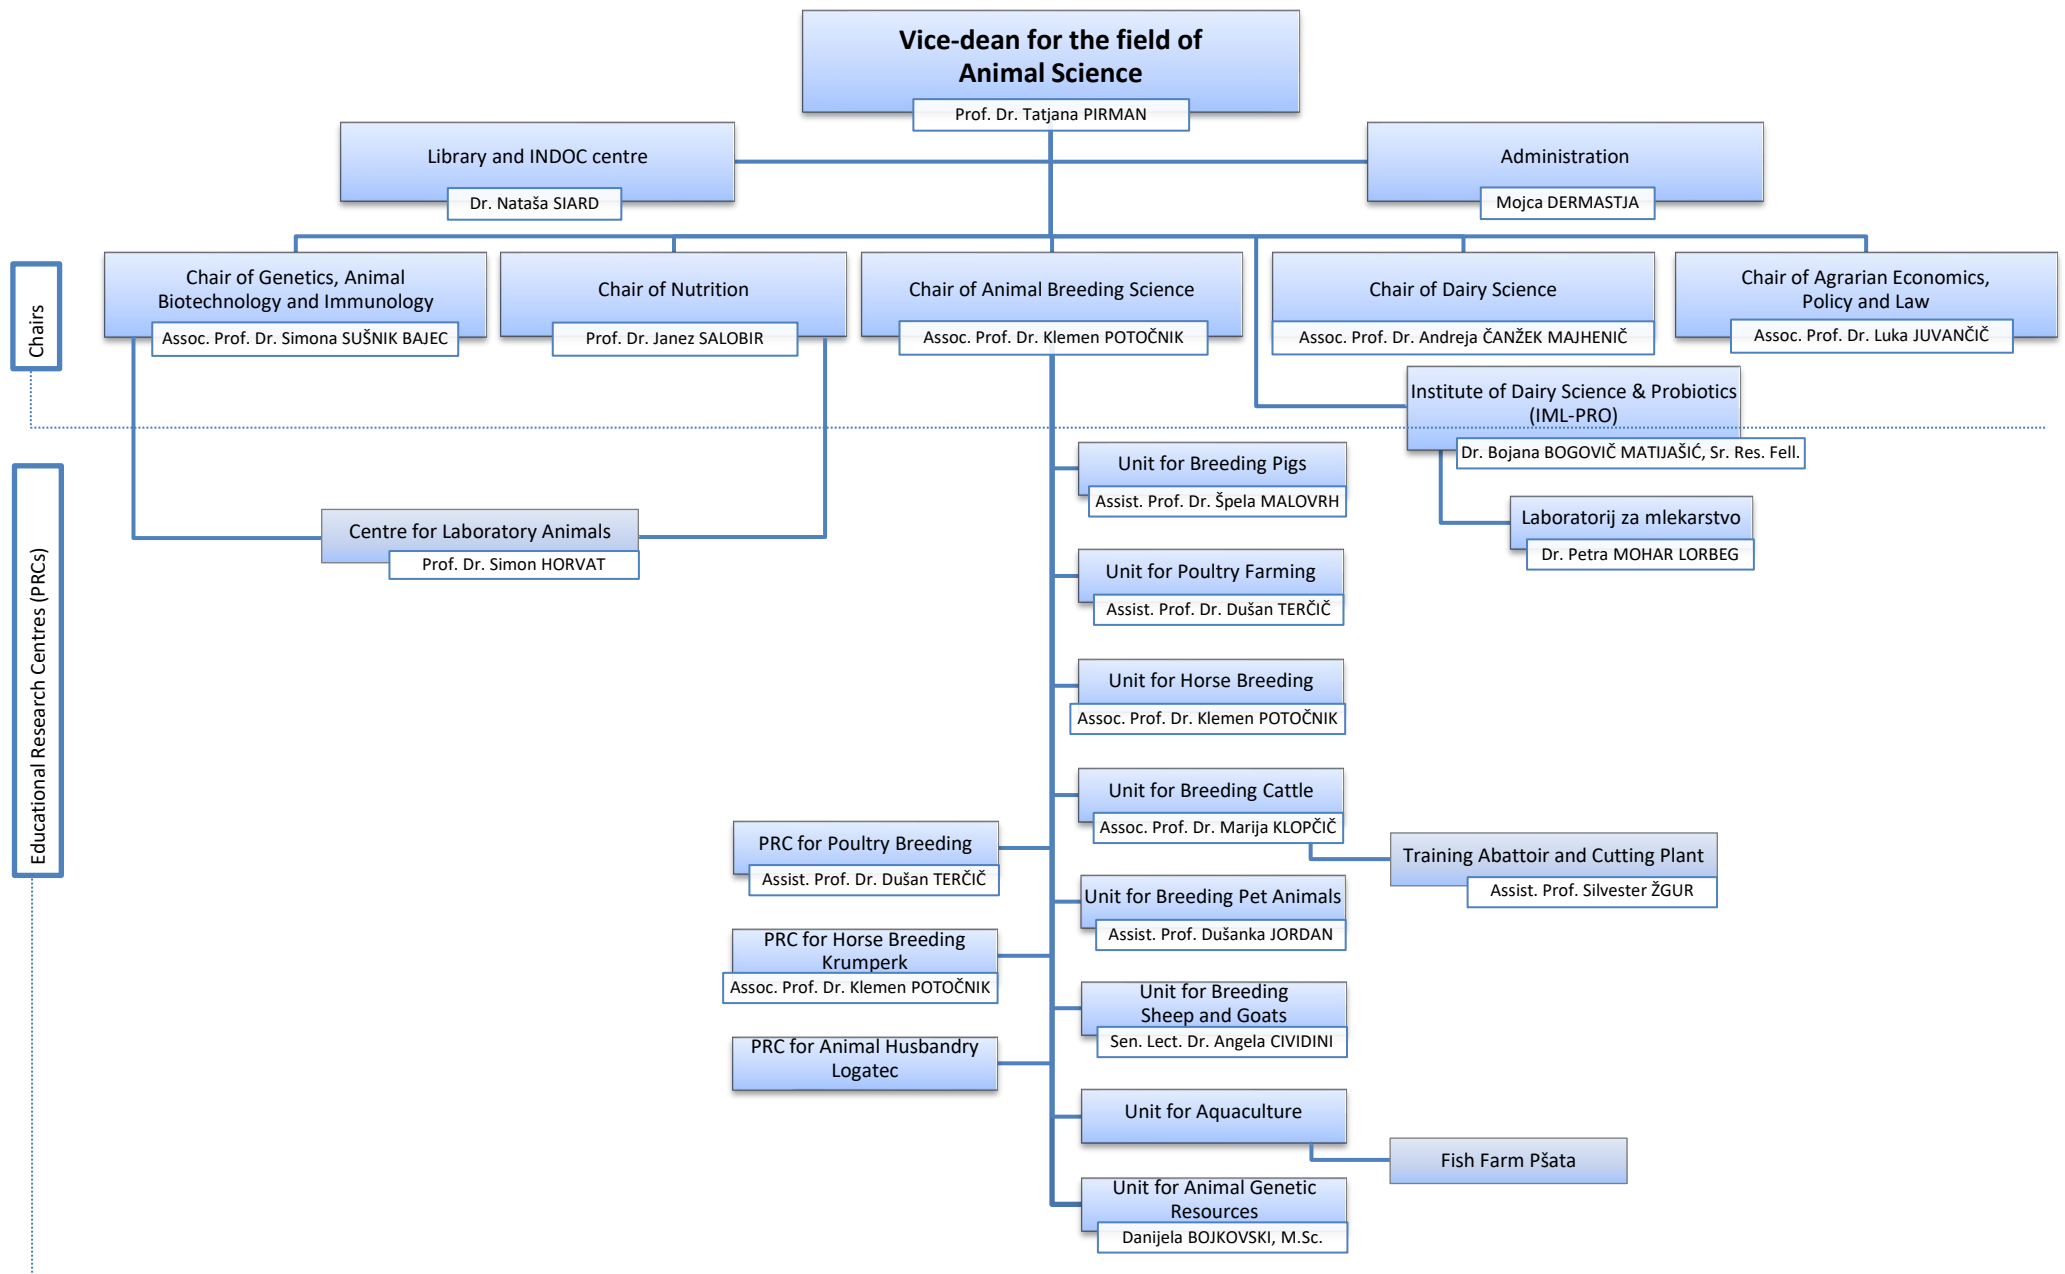 Vice-dean for the field of
Animal Science
Prof. Dr. Tatjana PIRMAN
Library and INDOC centre
Dr. Nataša SIARD
Administration
Mojca DERMASTJA
Chairs
Chair of Genetics, Animal
Biotechnology and Immunology
Assoc. Prof. Dr. Simona SUŠNIK BAJEC
Chair of Nutrition
Prof. Dr. Janez SALOBIR
Chair of Animal Breeding Science
Assoc. Prof. Dr. Klemen POTOČNIK
Chair of Dairy Science
Assoc. Prof. Dr. Andreja ČANŽEK MAJHENIČ
Chair of Agrarian Economics,
Policy and Law
Assoc. Prof. Dr. Luka JUVANČIČ
Institute of Dairy Science & Probiotics
(IML-PRO)
Dr. Bojana BOGOVIČ MATIJAŠIĆ, Sr. Res. Fell.
Laboratorij za mlekarstvo
Dr. Petra MOHAR LORBEG
Educational Research Centres (PRCs)
Centre for Laboratory Animals
Prof. Dr. Simon HORVAT
Unit for Breeding Pigs
Assist. Prof. Dr. Špela MALOVRH
Unit for Poultry Farming
Assist. Prof. Dr. Dušan TERČIČ
Unit for Horse Breeding
Assoc. Prof. Dr. Klemen POTOČNIK
Unit for Breeding Cattle
Assoc. Prof. Dr. Marija KLOPČIČ
Training Abattoir and Cutting Plant
Assist. Prof. Silvester ŽGUR
PRC for Poultry Breeding
Assist. Prof. Dr. Dušan TERČIČ
Unit for Breeding Pet Animals
Assist. Prof. Dušanka JORDAN
PRC for Horse Breeding
Krumperk
Assoc. Prof. Dr. Klemen POTOČNIK
Unit for Breeding
Sheep and Goats
Sen. Lect. Dr. Angela CIVIDINI
PRC for Animal Husbandry
Logatec
Unit for Aquaculture
Fish Farm Pšata
Unit for Animal Genetic
Resources
Danijela BOJKOVSKI, M.Sc.